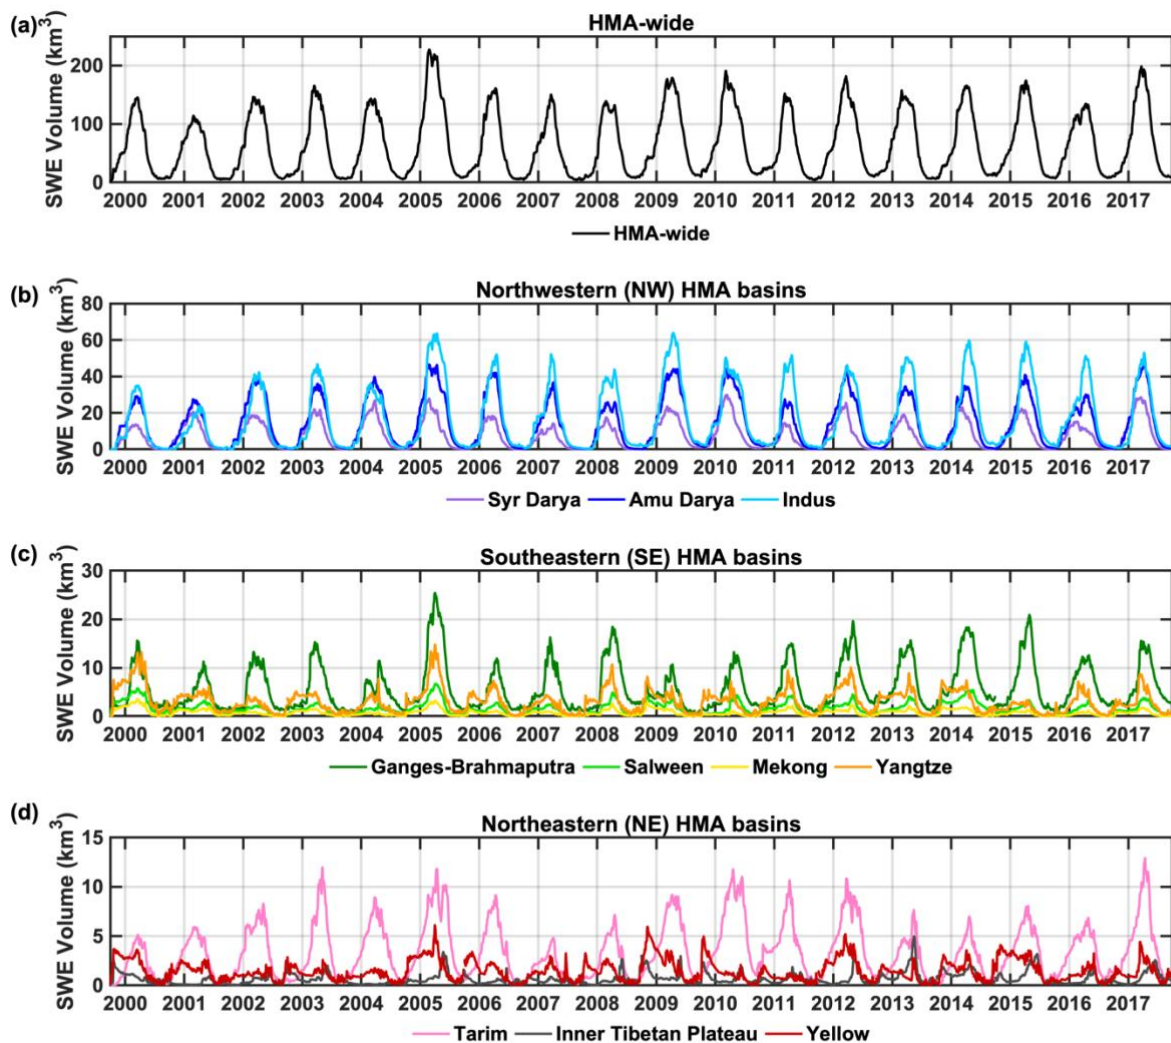 (a)
HMA-wide
SWE Volume (km³)
200
100
0
2000 2001 2002 2003 2004 2005 2006 2007 2008 2009 2010 2011 2012 2013 2014 2015 2016 2017
HMA-wide
(b)
Northwestern (NW) HMA basins
SWE Volume (km³)
80
60
40
20
0
2000 2001 2002 2003 2004 2005 2006 2007 2008 2009 2010 2011 2012 2013 2014 2015 2016 2017
Syr Darya Amu Darya Indus
(c)
Southeastern (SE) HMA basins
SWE Volume (km³)
30
20
10
0
2000 2001 2002 2003 2004 2005 2006 2007 2008 2009 2010 2011 2012 2013 2014 2015 2016 2017
Ganges-Brahmaputra Salween Mekong Yangtze
(d)
Northeastern (NE) HMA basins
SWE Volume (km³)
15
10
5
0
2000 2001 2002 2003 2004 2005 2006 2007 2008 2009 2010 2011 2012 2013 2014 2015 2016 2017
Tarim Inner Tibetan Plateau Yellow